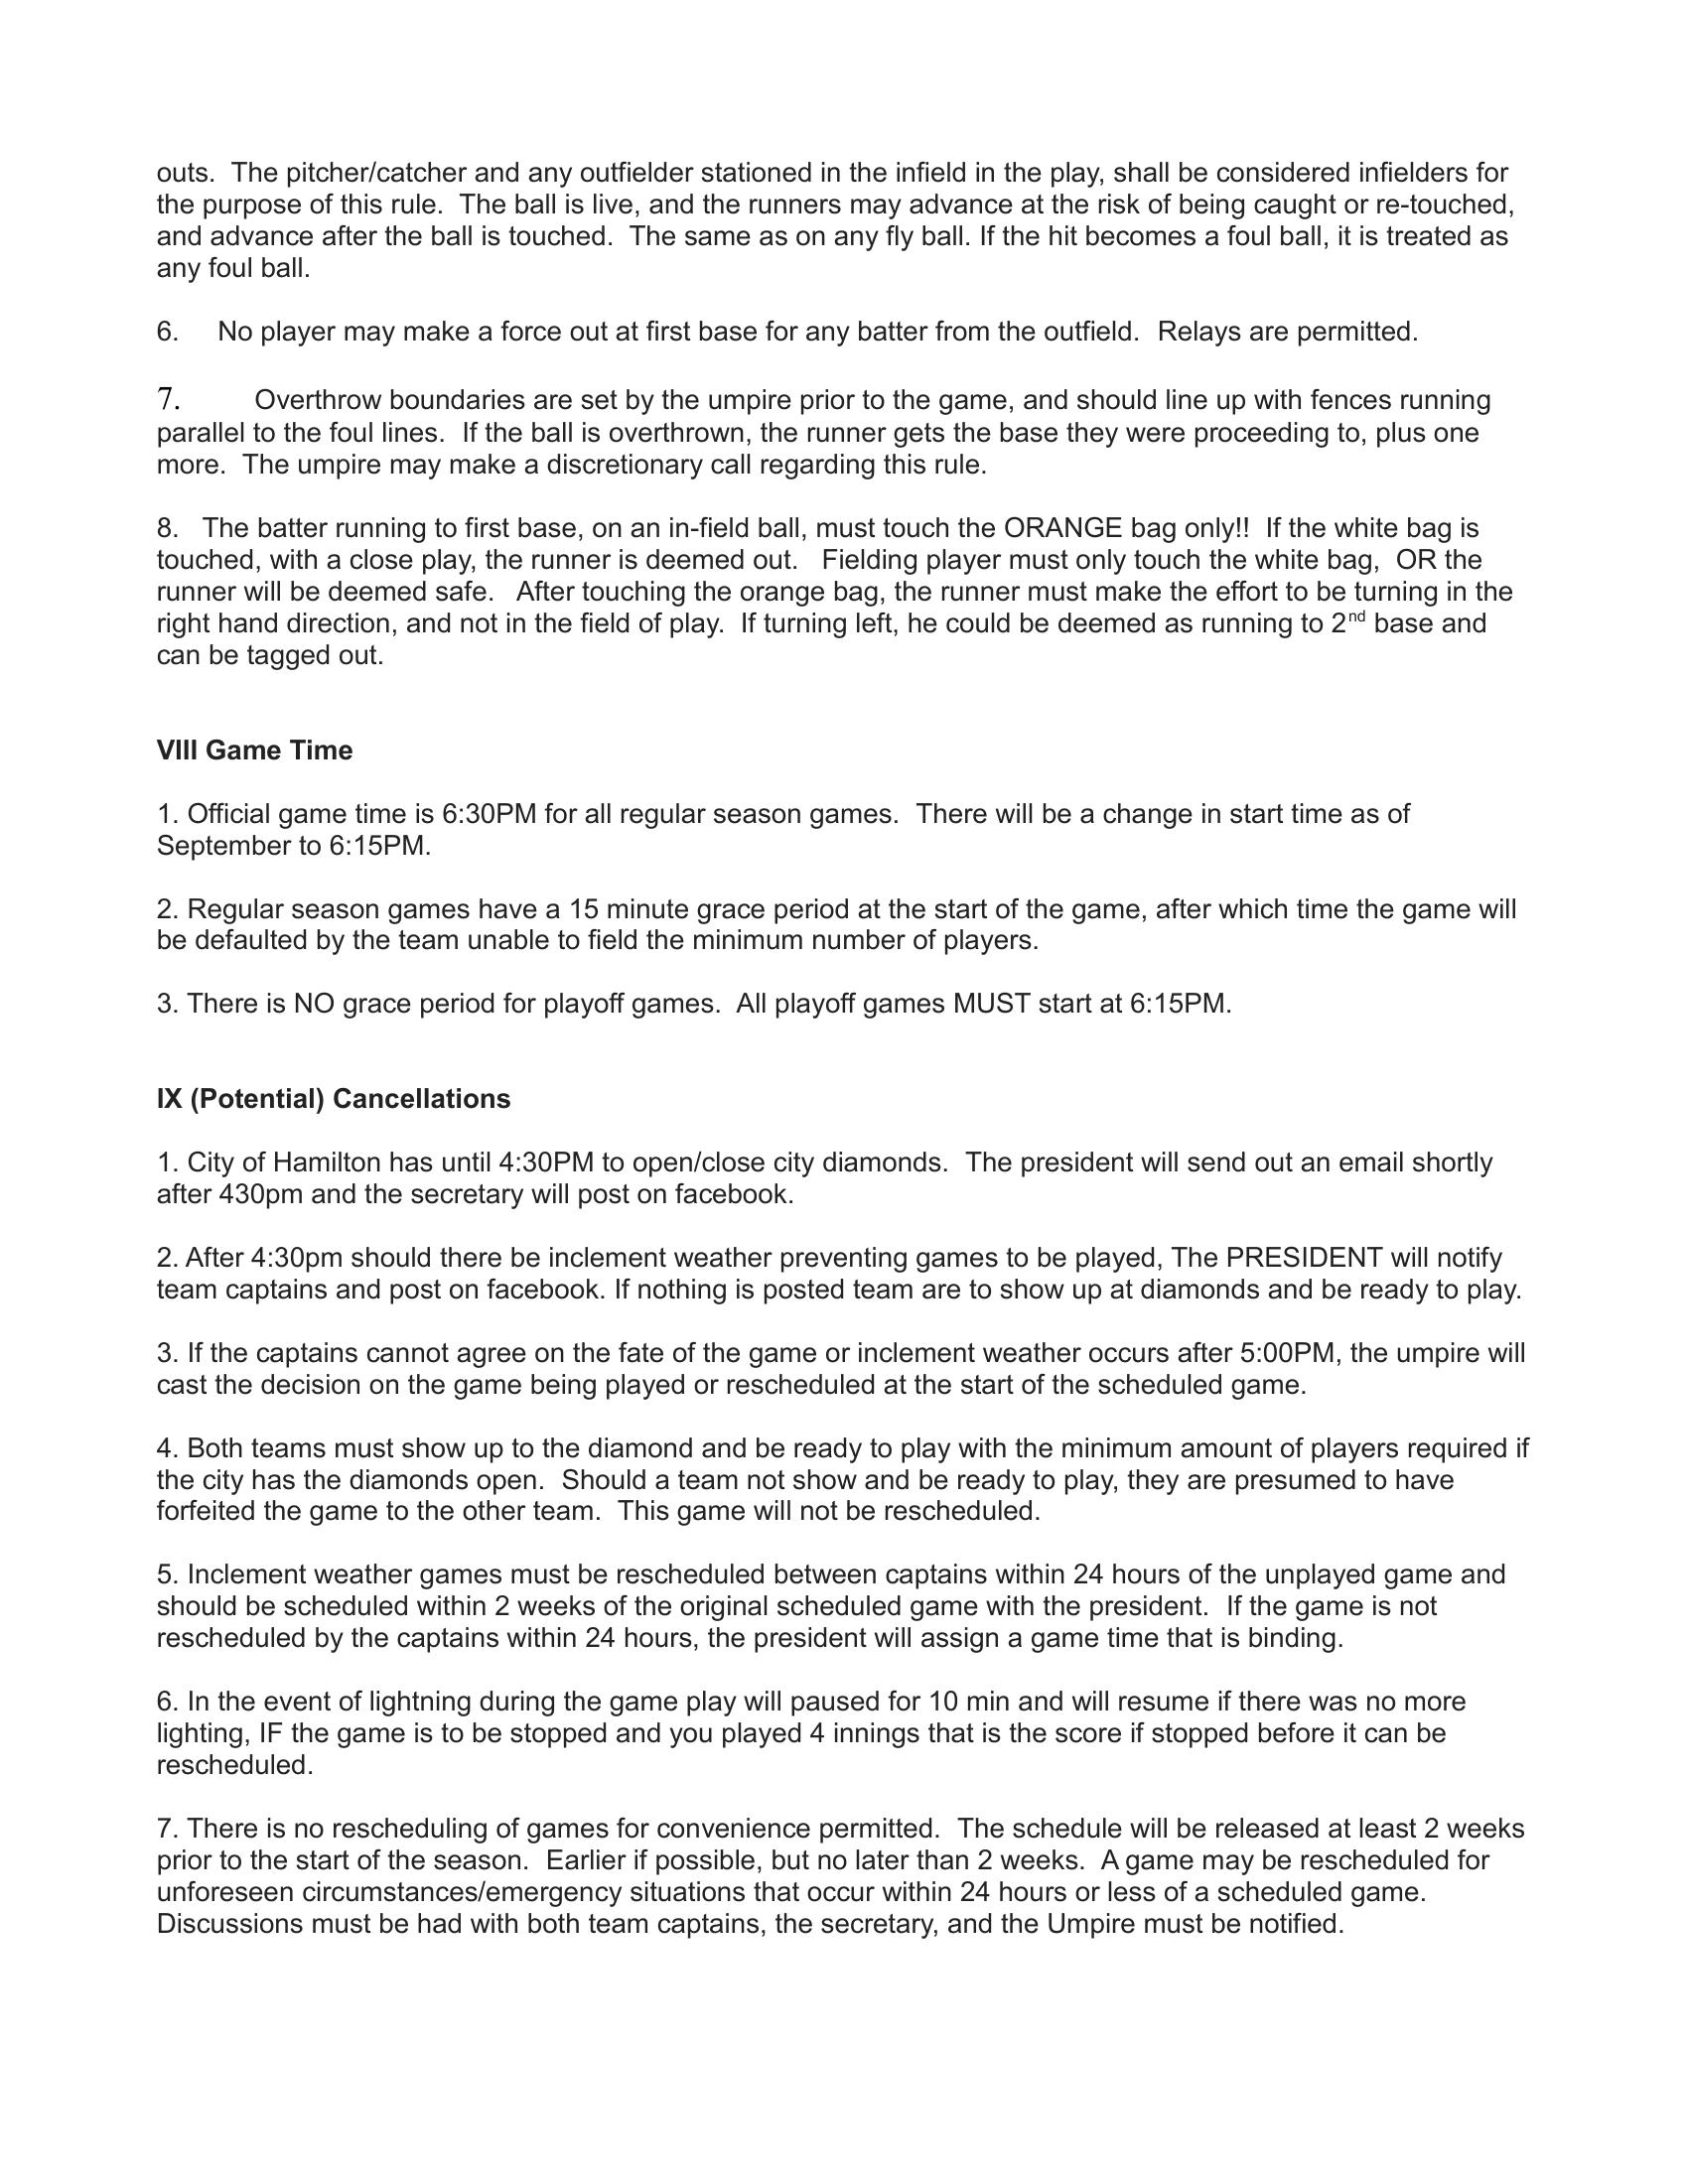 outs.  The pitcher/catcher and any outfielder stationed in the infield in the play, shall be considered infielders for
the purpose of this rule.  The ball is live, and the runners may advance at the risk of being caught or re-touched,
and advance after the ball is touched.  The same as on any fly ball. If the hit becomes a foul ball, it is treated as
any foul ball.
6.     No player may make a force out at first base for any batter from the outfield.  Relays are permitted.
7.          Overthrow boundaries are set by the umpire prior to the game, and should line up with fences running
parallel to the foul lines.  If the ball is overthrown, the runner gets the base they were proceeding to, plus one
more.  The umpire may make a discretionary call regarding this rule.
8.   The batter running to first base, on an in-field ball, must touch the ORANGE bag only!!  If the white bag is
touched, with a close play, the runner is deemed out.   Fielding player must only touch the white bag,  OR the
runner will be deemed safe.   After touching the orange bag, the runner must make the effort to be turning in the
right hand direction, and not in the field of play.  If turning left, he could be deemed as running to 2nd base and
can be tagged out.
VIII Game Time
1. Official game time is 6:30PM for all regular season games.  There will be a change in start time as of
September to 6:15PM.
2. Regular season games have a 15 minute grace period at the start of the game, after which time the game will
be defaulted by the team unable to field the minimum number of players.
3. There is NO grace period for playoff games.  All playoff games MUST start at 6:15PM.
IX (Potential) Cancellations
1. City of Hamilton has until 4:30PM to open/close city diamonds.  The president will send out an email shortly
after 430pm and the secretary will post on facebook.
2. After 4:30pm should there be inclement weather preventing games to be played, The PRESIDENT will notify
team captains and post on facebook. If nothing is posted team are to show up at diamonds and be ready to play.
3. If the captains cannot agree on the fate of the game or inclement weather occurs after 5:00PM, the umpire will
cast the decision on the game being played or rescheduled at the start of the scheduled game.
4. Both teams must show up to the diamond and be ready to play with the minimum amount of players required if
the city has the diamonds open.  Should a team not show and be ready to play, they are presumed to have
forfeited the game to the other team.  This game will not be rescheduled.
5. Inclement weather games must be rescheduled between captains within 24 hours of the unplayed game and
should be scheduled within 2 weeks of the original scheduled game with the president.  If the game is not
rescheduled by the captains within 24 hours, the president will assign a game time that is binding.
6. In the event of lightning during the game play will paused for 10 min and will resume if there was no more
lighting, IF the game is to be stopped and you played 4 innings that is the score if stopped before it can be
rescheduled.
7. There is no rescheduling of games for convenience permitted.  The schedule will be released at least 2 weeks
prior to the start of the season.  Earlier if possible, but no later than 2 weeks.  A game may be rescheduled for
unforeseen circumstances/emergency situations that occur within 24 hours or less of a scheduled game.
Discussions must be had with both team captains, the secretary, and the Umpire must be notified.